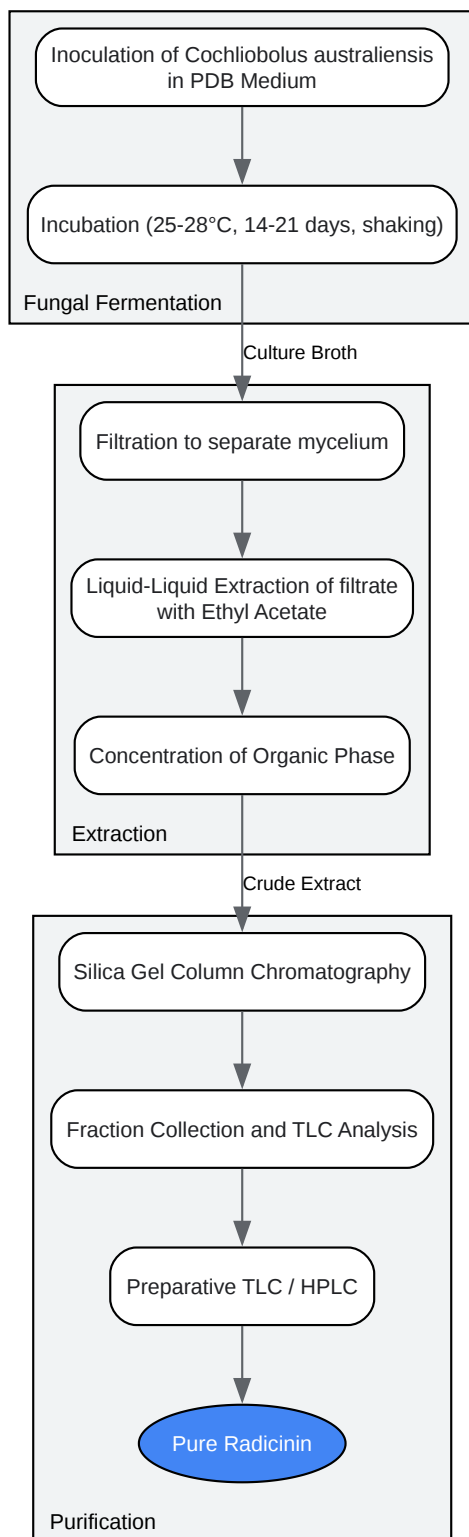 Inoculation of Cochliobolus australiensis
in PDB Medium
Incubation (25-28°C, 14-21 days, shaking)
Fungal Fermentation
Culture Broth
Filtration to separate mycelium
Liquid-Liquid Extraction of filtrate
with Ethyl Acetate
Concentration of Organic Phase
Extraction
Crude Extract
Silica Gel Column Chromatography
Fraction Collection and TLC Analysis
Preparative TLC / HPLC
Pure Radicinin
Purification